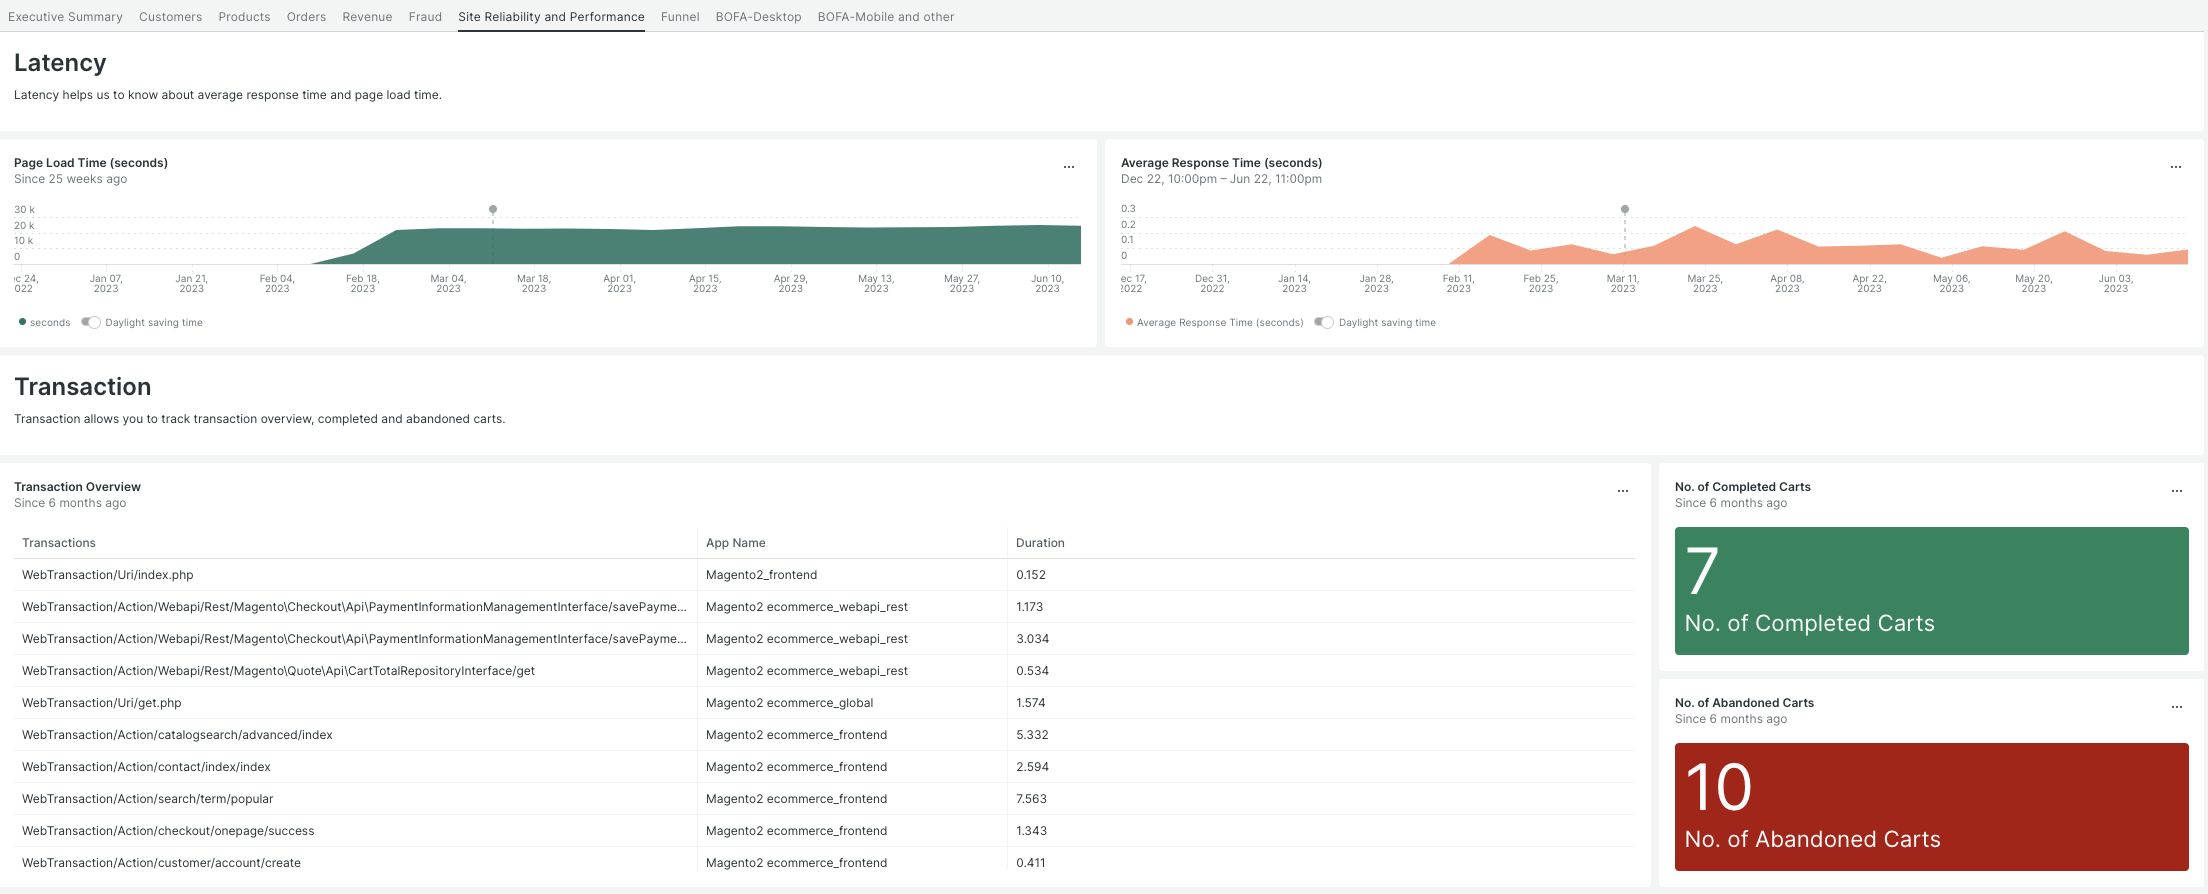 Executive Summary Customers Products Orders Revenue Fraud Site Reliability and Performance Funnel BOFA-Desktop BOFA-Mobile and other
Latency
Latency helps us to know about average response time and page load time.
Page Load Time (seconds)
Since 25 weeks ago
30 k
20 k
10 k
0
c 24, Jan 07, Jan 21, Feb 04, Feb 18, Mar 04, Mar 18, Apr 01, Apr 15, Apr 29, May 13, May 27, Jun 10,
022 2023 2023 2023 2023 2023 2023 2023 2023 2023 2023 2023 2023
seconds Daylight saving time
Average Response Time (seconds)
Dec 22, 10:00pm – Jun 22, 11:00pm
0.3
0.2
0.1
0
ec 17, Dec 31, Jan 14, Jan 28, Feb 11, Feb 25, Mar 11, Mar 25, Apr 08, Apr 22, May 06, May 20, Jun 03,
2022 2022 2023 2023 2023 2023 2023 2023 2023 2023 2023 2023 2023
Average Response Time (seconds) Daylight saving time
Transaction
Transaction allows you to track transaction overview, completed and abandoned carts.
Transaction Overview
Since 6 months ago
Transactions App Name Duration
WebTransaction/Uri/index.php Magento2_frontend 0.152
WebTransaction/Action/Webapi/Rest/Magento\Checkout\Api\PaymentInformationManagementInterface/savePayme... Magento2 ecommerce_webapi_rest 1.173
WebTransaction/Action/Webapi/Rest/Magento\Checkout\Api\PaymentInformationManagementInterface/savePayme... Magento2 ecommerce_webapi_rest 3.034
WebTransaction/Action/Webapi/Rest/Magento\Quote\Api\CartTotalRepositoryInterface/get Magento2 ecommerce_webapi_rest 0.534
WebTransaction/Uri/get.php Magento2 ecommerce_global 1.574
WebTransaction/Action/catalogsearch/advanced/index Magento2 ecommerce_frontend 5.332
WebTransaction/Action/contact/index/index Magento2 ecommerce_frontend 2.594
WebTransaction/Action/search/term/popular Magento2 ecommerce_frontend 7.563
WebTransaction/Action/checkout/onepage/success Magento2 ecommerce_frontend 1.343
WebTransaction/Action/customer/account/create Magento2 ecommerce_frontend 0.411
No. of Completed Carts
Since 6 months ago
7
No. of Completed Carts
No. of Abandoned Carts
Since 6 months ago
10
No. of Abandoned Carts